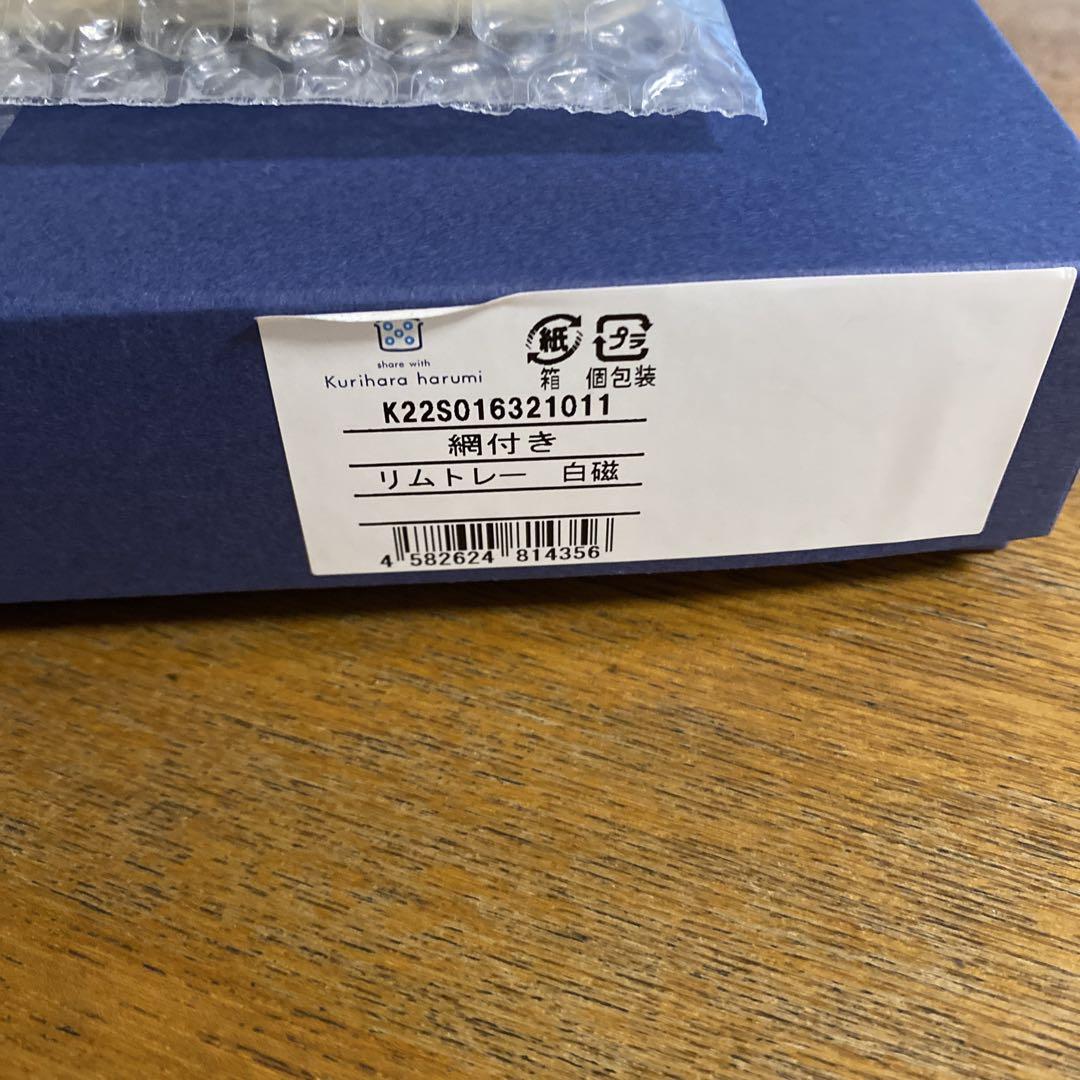 share with
Kurihara harumi
紙 プラ
箱 個包装
K22S016321011
網付き
リムトレー 白磁
4 582624 814356